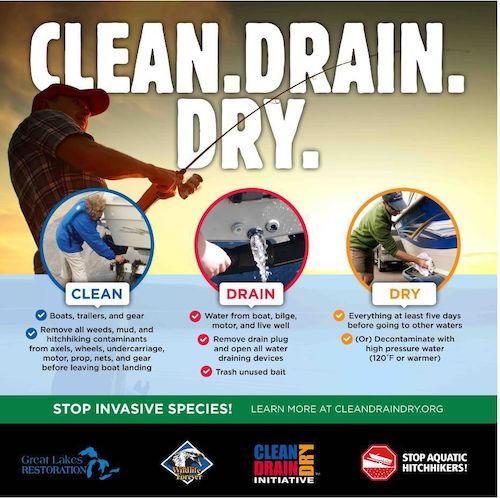 CLEAN.DRAIN.
DRY.
CLEAN
Boats, trailers, and gear
Remove all weeds, mud, and
hitchhiking contaminants
from axels, wheels, undercarriage,
motor, prop, nets, and gear
before leaving boat landing
DRAIN
Water from boat, bilge,
motor, and live well
Remove drain plug
and open all water
draining devices
Trash unused bait
DRY
Everything at least five days
before going to other waters
(Or) Decontaminate with
high pressure water
(120°F or warmer)
STOP INVASIVE SPECIES!
LEARN MORE AT CLEANDRAINDRY.ORG
Great Lakes
RESTORATION
Wildlife
Forever
CLEAN
DRAIN
DRY
INITIATIVE
STOP AQUATIC
HITCHHIKERS!